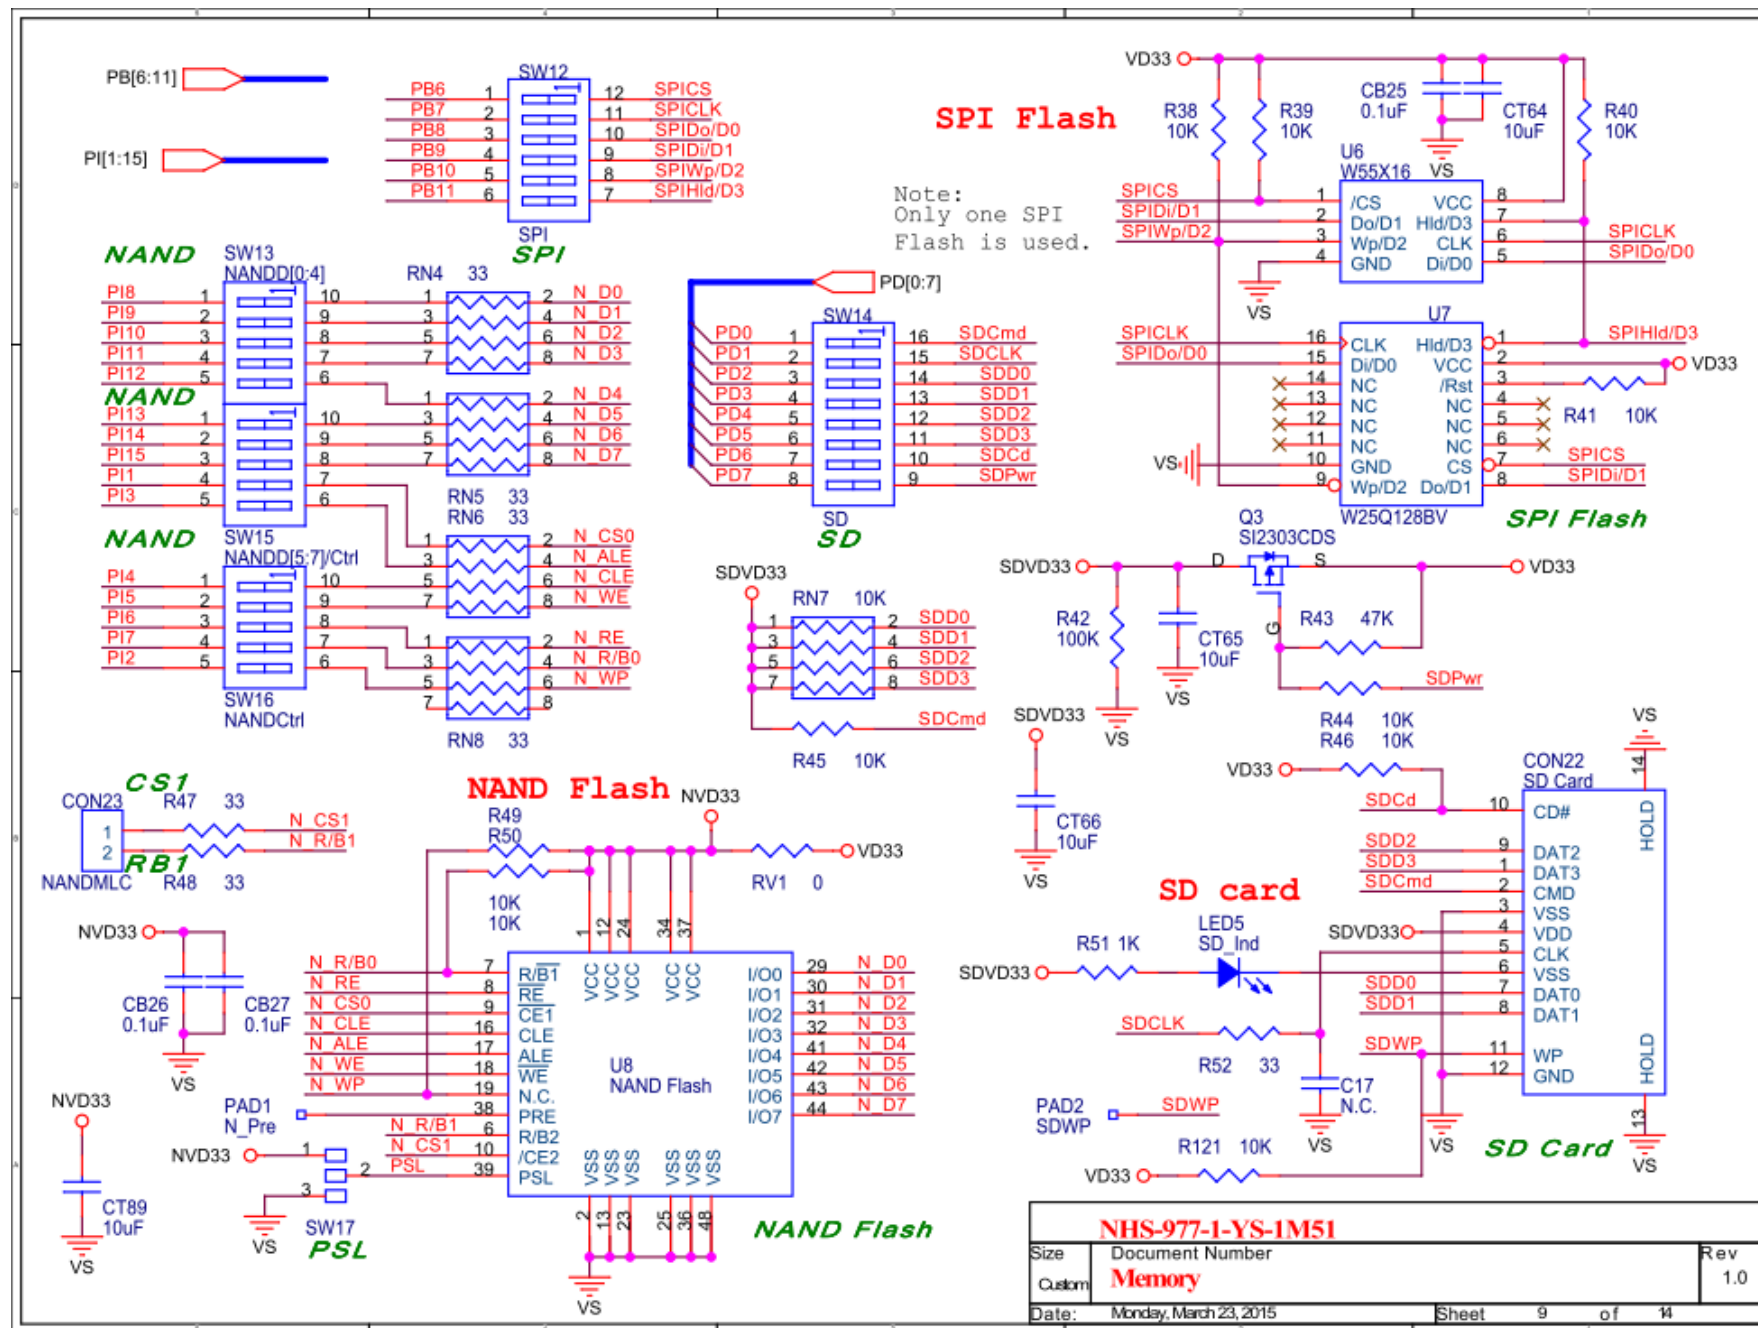 PB[6:11]
PI[1:15]
SW12
PB6 1 12 SPICS
PB7 2 11 SPICLK
PB8 3 10 SPIDo/D0
PB9 4 9 SPIDi/D1
PB10 5 8 SPIWp/D2
PB11 6 7 SPIHld/D3
SPI
SPI
NAND
SW13
NANDD[0:4]
PI8 1 10
PI9 2 9
PI10 3 8
PI11 4 7
PI12 5 6
RN4 33
1 2 N_D0
3 4 N_D1
5 6 N_D2
7 8 N_D3
NAND
PI13 1 10
PI14 2 9
PI15 3 8
PI1 4 7
PI3 5 6
1 2 N_D4
3 4 N_D5
5 6 N_D6
7 8 N_D7
RN5 33
RN6 33
NAND
SW15
NANDD[5:7]/Ctrl
1 2 N_CS0
3 4 N_ALE
5 6 N_CLE
7 8 N_WE
PI4 1 10
PI5 2 9
PI6 3 8
PI7 4 7
PI2 5 6
1 2 N_RE
3 4 N_R/B0
5 6 N_WP
7 8
SW16
NANDCtrl
RN8 33
PD[0:7]
SW14
PD0 1 16 SDCmd
PD1 2 15 SDCLK
PD2 3 14 SDD0
PD3 4 13 SDD1
PD4 5 12 SDD2
PD5 6 11 SDD3
PD6 7 10 SDCd
PD7 8 9 SDPwr
SD
SD
SDVD33
RN7 10K
1 2 SDD0
3 4 SDD1
5 6 SDD2
7 8 SDD3
SDCmd
R45 10K
SPI Flash
Note:
Only one SPI
Flash is used.
VD33
R38
10K
R39
10K
CB25
0.1uF
CT64
10uF
R40
10K
VS
U6
W55X16
SPICS 1 /CS VCC 8
SPIDi/D1 2 Do/D1 Hld/D3 7
SPIWp/D2 3 Wp/D2 CLK 6 SPICLK
4 GND Di/D0 5 SPIDo/D0
VS
U7
SPICLK 16 CLK Hld/D3 1 SPIHld/D3
SPIDo/D0 15 Di/D0 VCC 2 VD33
14 NC /Rst 3
13 NC NC 4
12 NC NC 5
11 NC NC 6
VS 10 GND CS 7 SPICS
9 Wp/D2 Do/D1 8 SPIDi/D1
R41 10K
W25Q128BV
SPI Flash
Q3
SI2303CDS
SDVD33 D S VD33
G
R42
100K
CT65
10uF
R43 47K
SDPwr
VS
VS
R44 10K
R46 10K
SDVD33
CT66
10uF
VS
VD33
CON22
SD Card
VS
14
HOLD
SDCd 10 CD#
SDD2 9 DAT2
SDD3 1 DAT3
SDCmd 2 CMD
3 VSS
SDVD33 4 VDD
5 CLK
6 VSS
SDD0 7 DAT0
SDD1 8 DAT1
SDWP 11 WP
12 GND
HOLD
13
VS
SD card
SDVD33
R51 1K
LED5
SD_Ind
SDCLK
R52 33
C17
N.C.
VS
VS
PAD2
SDWP
SDWP
R121 10K
VD33
SD Card
CS1
CON23
1
2
R47 33
N_CS1
N_R/B1
RB1
NANDMLC
R48 33
NAND Flash
R49
R50
10K
10K
NVD33
VD33
RV1 0
NVD33
CB26
0.1uF
CB27
0.1uF
VS
NVD33
CT89
10uF
VS
1 12 24 34 37
VCC VCC VCC VCC VCC
N_R/B0 7 R/B1 I/O0 29 N_D0
N_RE 8 RE I/O1 30 N_D1
N_CS0 9 CE1 I/O2 31 N_D2
N_CLE 16 CLE I/O3 32 N_D3
N_ALE 17 ALE I/O4 41 N_D4
N_WE 18 WE I/O5 42 N_D5
N_WP 19 N.C. I/O6 43 N_D6
38 PRE I/O7 44 N_D7
U8
NAND Flash
PAD1
N_Pre
N_R/B1 6 R/B2
N_CS1 10 /CE2
PSL 39 PSL
VSS VSS VSS VSS VSS VSS
2 13 23 25 36 48
VS
NVD33 1
2
3
VS
SW17
PSL
NAND Flash
NHS-977-1-YS-1M51
Size Document Number Rev
Custom Memory 1.0
Date: Monday, March 23, 2015 Sheet 9 of 14